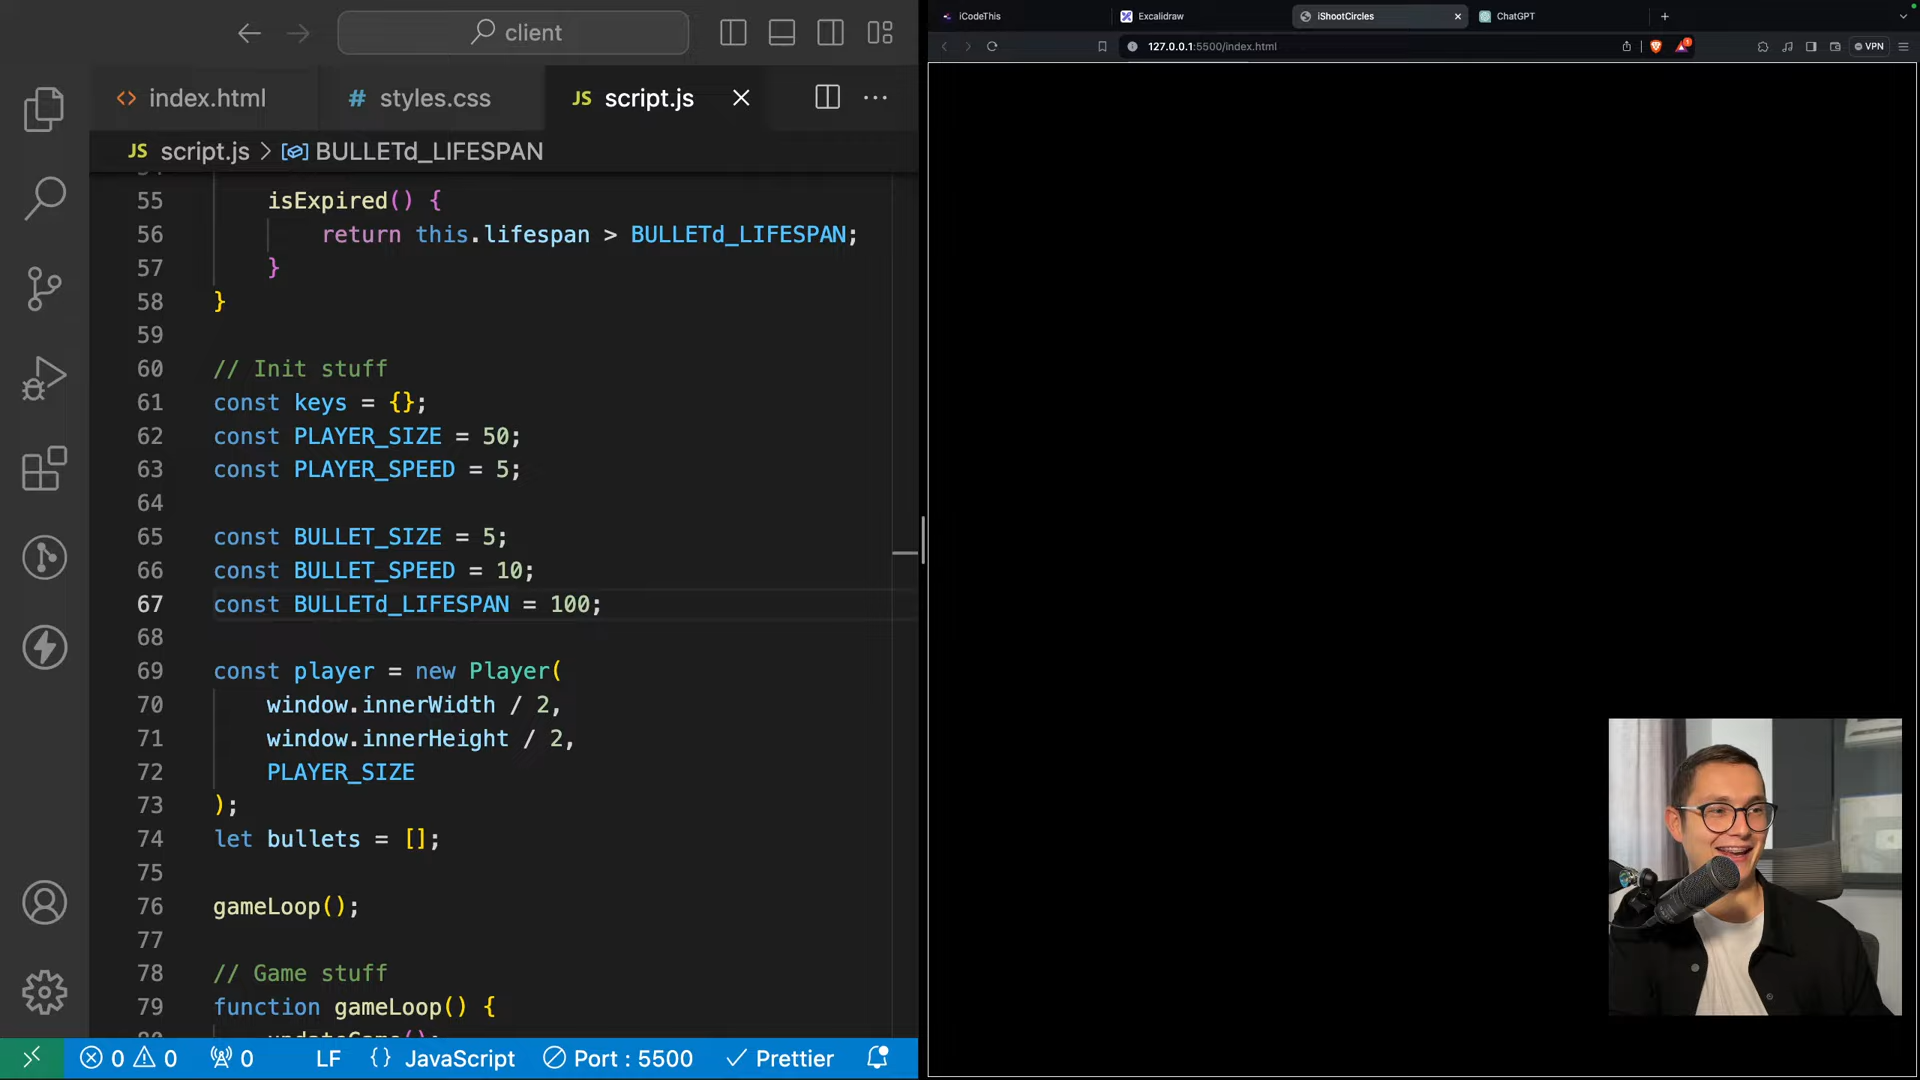 client
index.html
# styles.css
JS script.js
JS script.js > BULLETd_LIFESPAN
55 isExpired() {
56 return this.lifespan > BULLETd_LIFESPAN;
57 }
58 }
59
60 // Init stuff
61 const keys = {};
62 const PLAYER_SIZE = 50;
63 const PLAYER_SPEED = 5;
64
65 const BULLET_SIZE = 5;
66 const BULLET_SPEED = 10;
67 const BULLETd_LIFESPAN = 100;
68
69 const player = new Player(
70 window.innerWidth / 2,
71 window.innerHeight / 2,
72 PLAYER_SIZE
73 );
74 let bullets = [];
75
76 gameLoop();
77
78 // Game stuff
79 function gameLoop() {
0 0 0 LF {} JavaScript Port : 5500 Prettier
iCodeThis
Excalidraw
iShootCircles
ChatGPT
127.0.0.1:5500/index.html
1
VPN